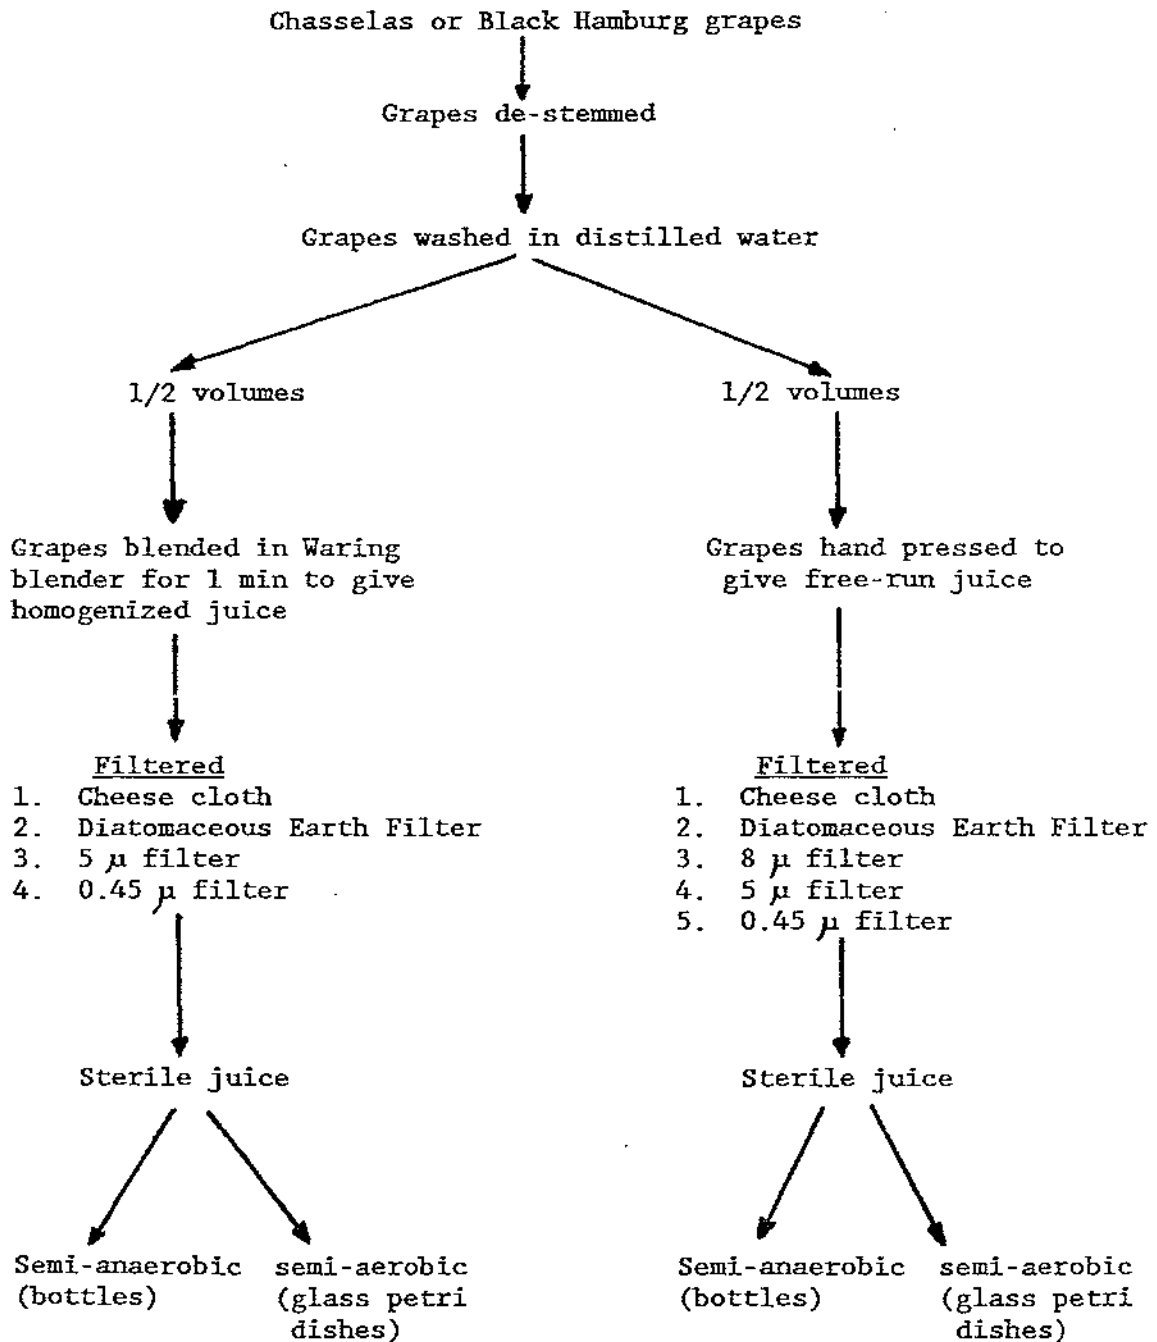 Chasselas or Black Hamburg grapes
Grapes de-stemmed
Grapes washed in distilled water
1/2 volumes
1/2 volumes
Grapes blended in Waring
blender for 1 min to give
homogenized juice
Grapes hand pressed to
give free-run juice
Filtered
1. Cheese cloth
2. Diatomaceous Earth Filter
3. 5 μ filter
4. 0.45 μ filter
Filtered
1. Cheese cloth
2. Diatomaceous Earth Filter
3. 8 μ filter
4. 5 μ filter
5. 0.45 μ filter
Sterile juice
Sterile juice
Semi-anaerobic
(bottles)
semi-aerobic
(glass petri
dishes)
Semi-anaerobic
(bottles)
semi-aerobic
(glass petri
dishes)